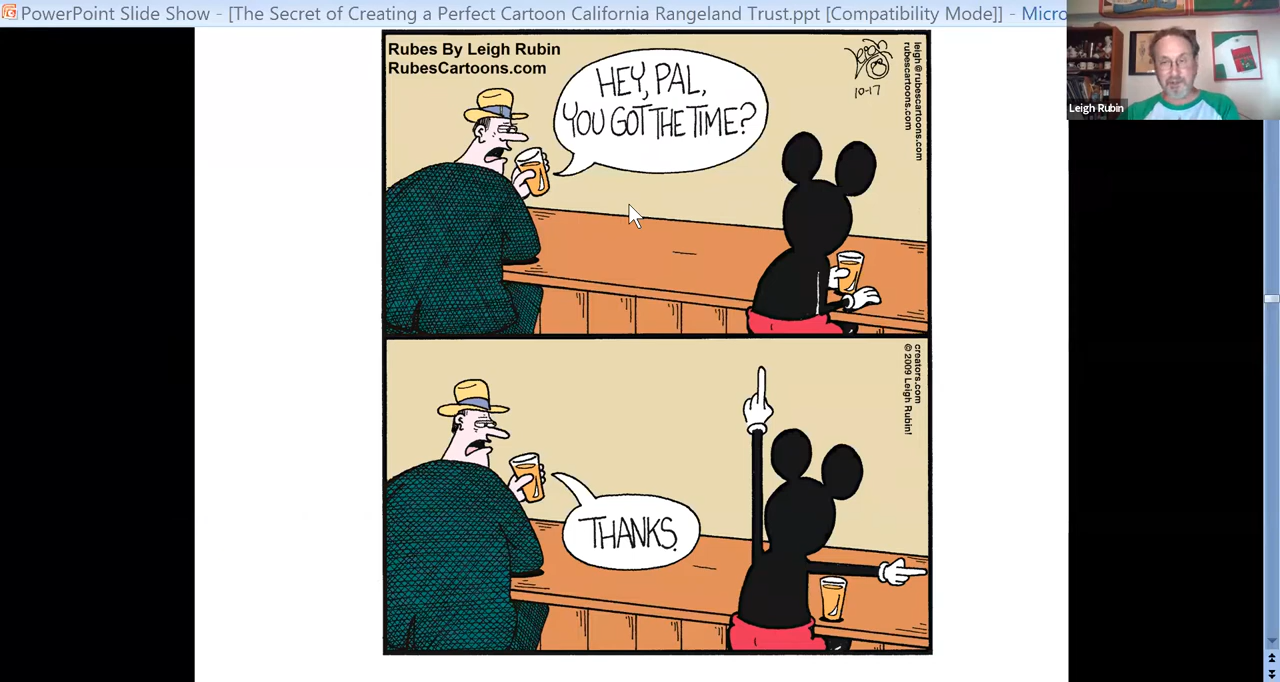 PowerPoint Slide Show - [The Secret of Creating a Perfect Cartoon California Rangeland Trust.ppt [Compatibility Mode]] - Micro
Leigh Rubin
Rubes By Leigh Rubin
RubesCartoons.com
HEY, PAL,
YOU GOT THE TIME?
10-17
leigh@rubescartoons.com
rubescartoons.com
creators.com
© 2009 Leigh Rubin!
THANKS.